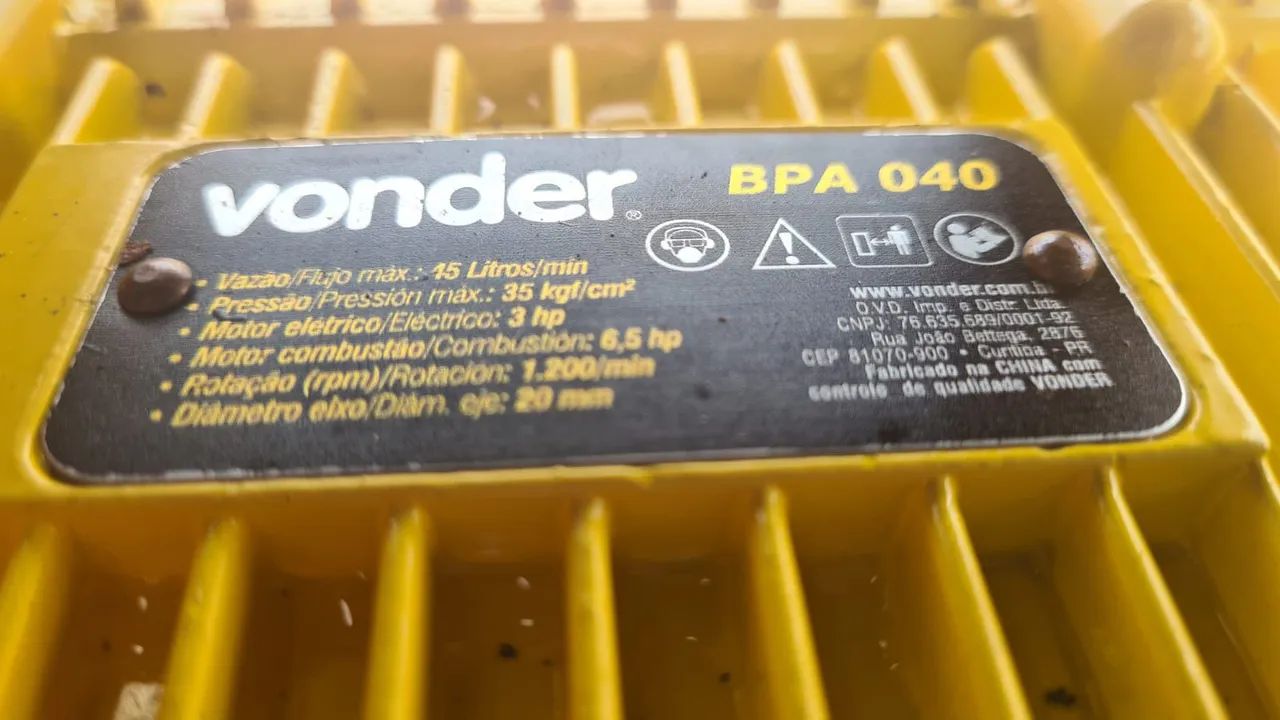 vonder®
BPA 040
• Vazão/Flujo máx.: 15 Litros/min
• Pressão/Pressión máx.: 35 kgf/cm²
• Motor elétrico/Eléctrico: 3 hp
• Motor combustão/Combustión: 6,5 hp
• Rotação (rpm)/Rotación: 1.200/min
• Diâmetro eixo/Diám. eje: 20 mm
www.vonder.com.br
O.V.D. Imp. e Distr. Ltda.
CNPJ: 76.635.689/0001-92
Rua João Bettega, 2876
CEP 81070-900 • Curitiba - PR
Fabricado na CHINA com
controle de qualidade VONDER